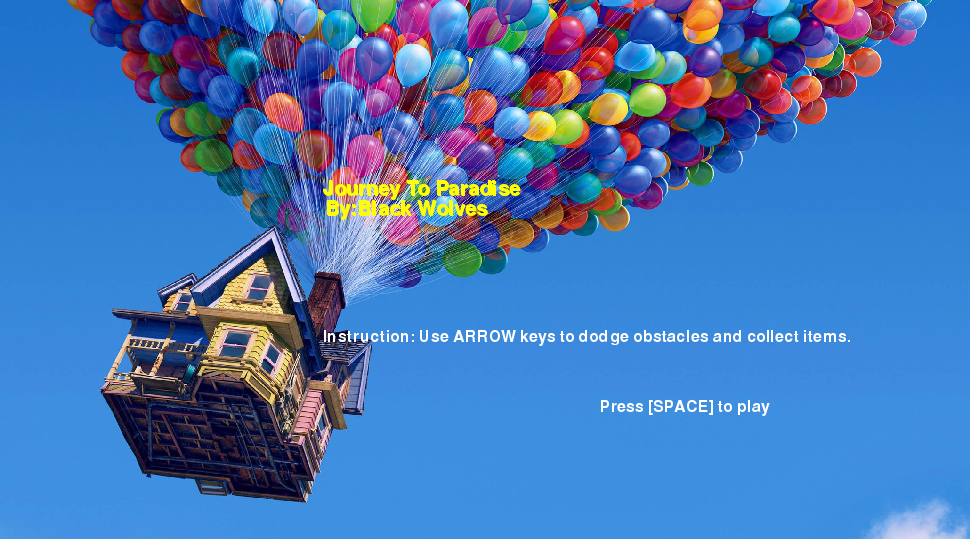 Journey To Paradise
By:Black Wolves
Instruction: Use ARROW keys to dodge obstacles and collect items.
Press [SPACE] to play